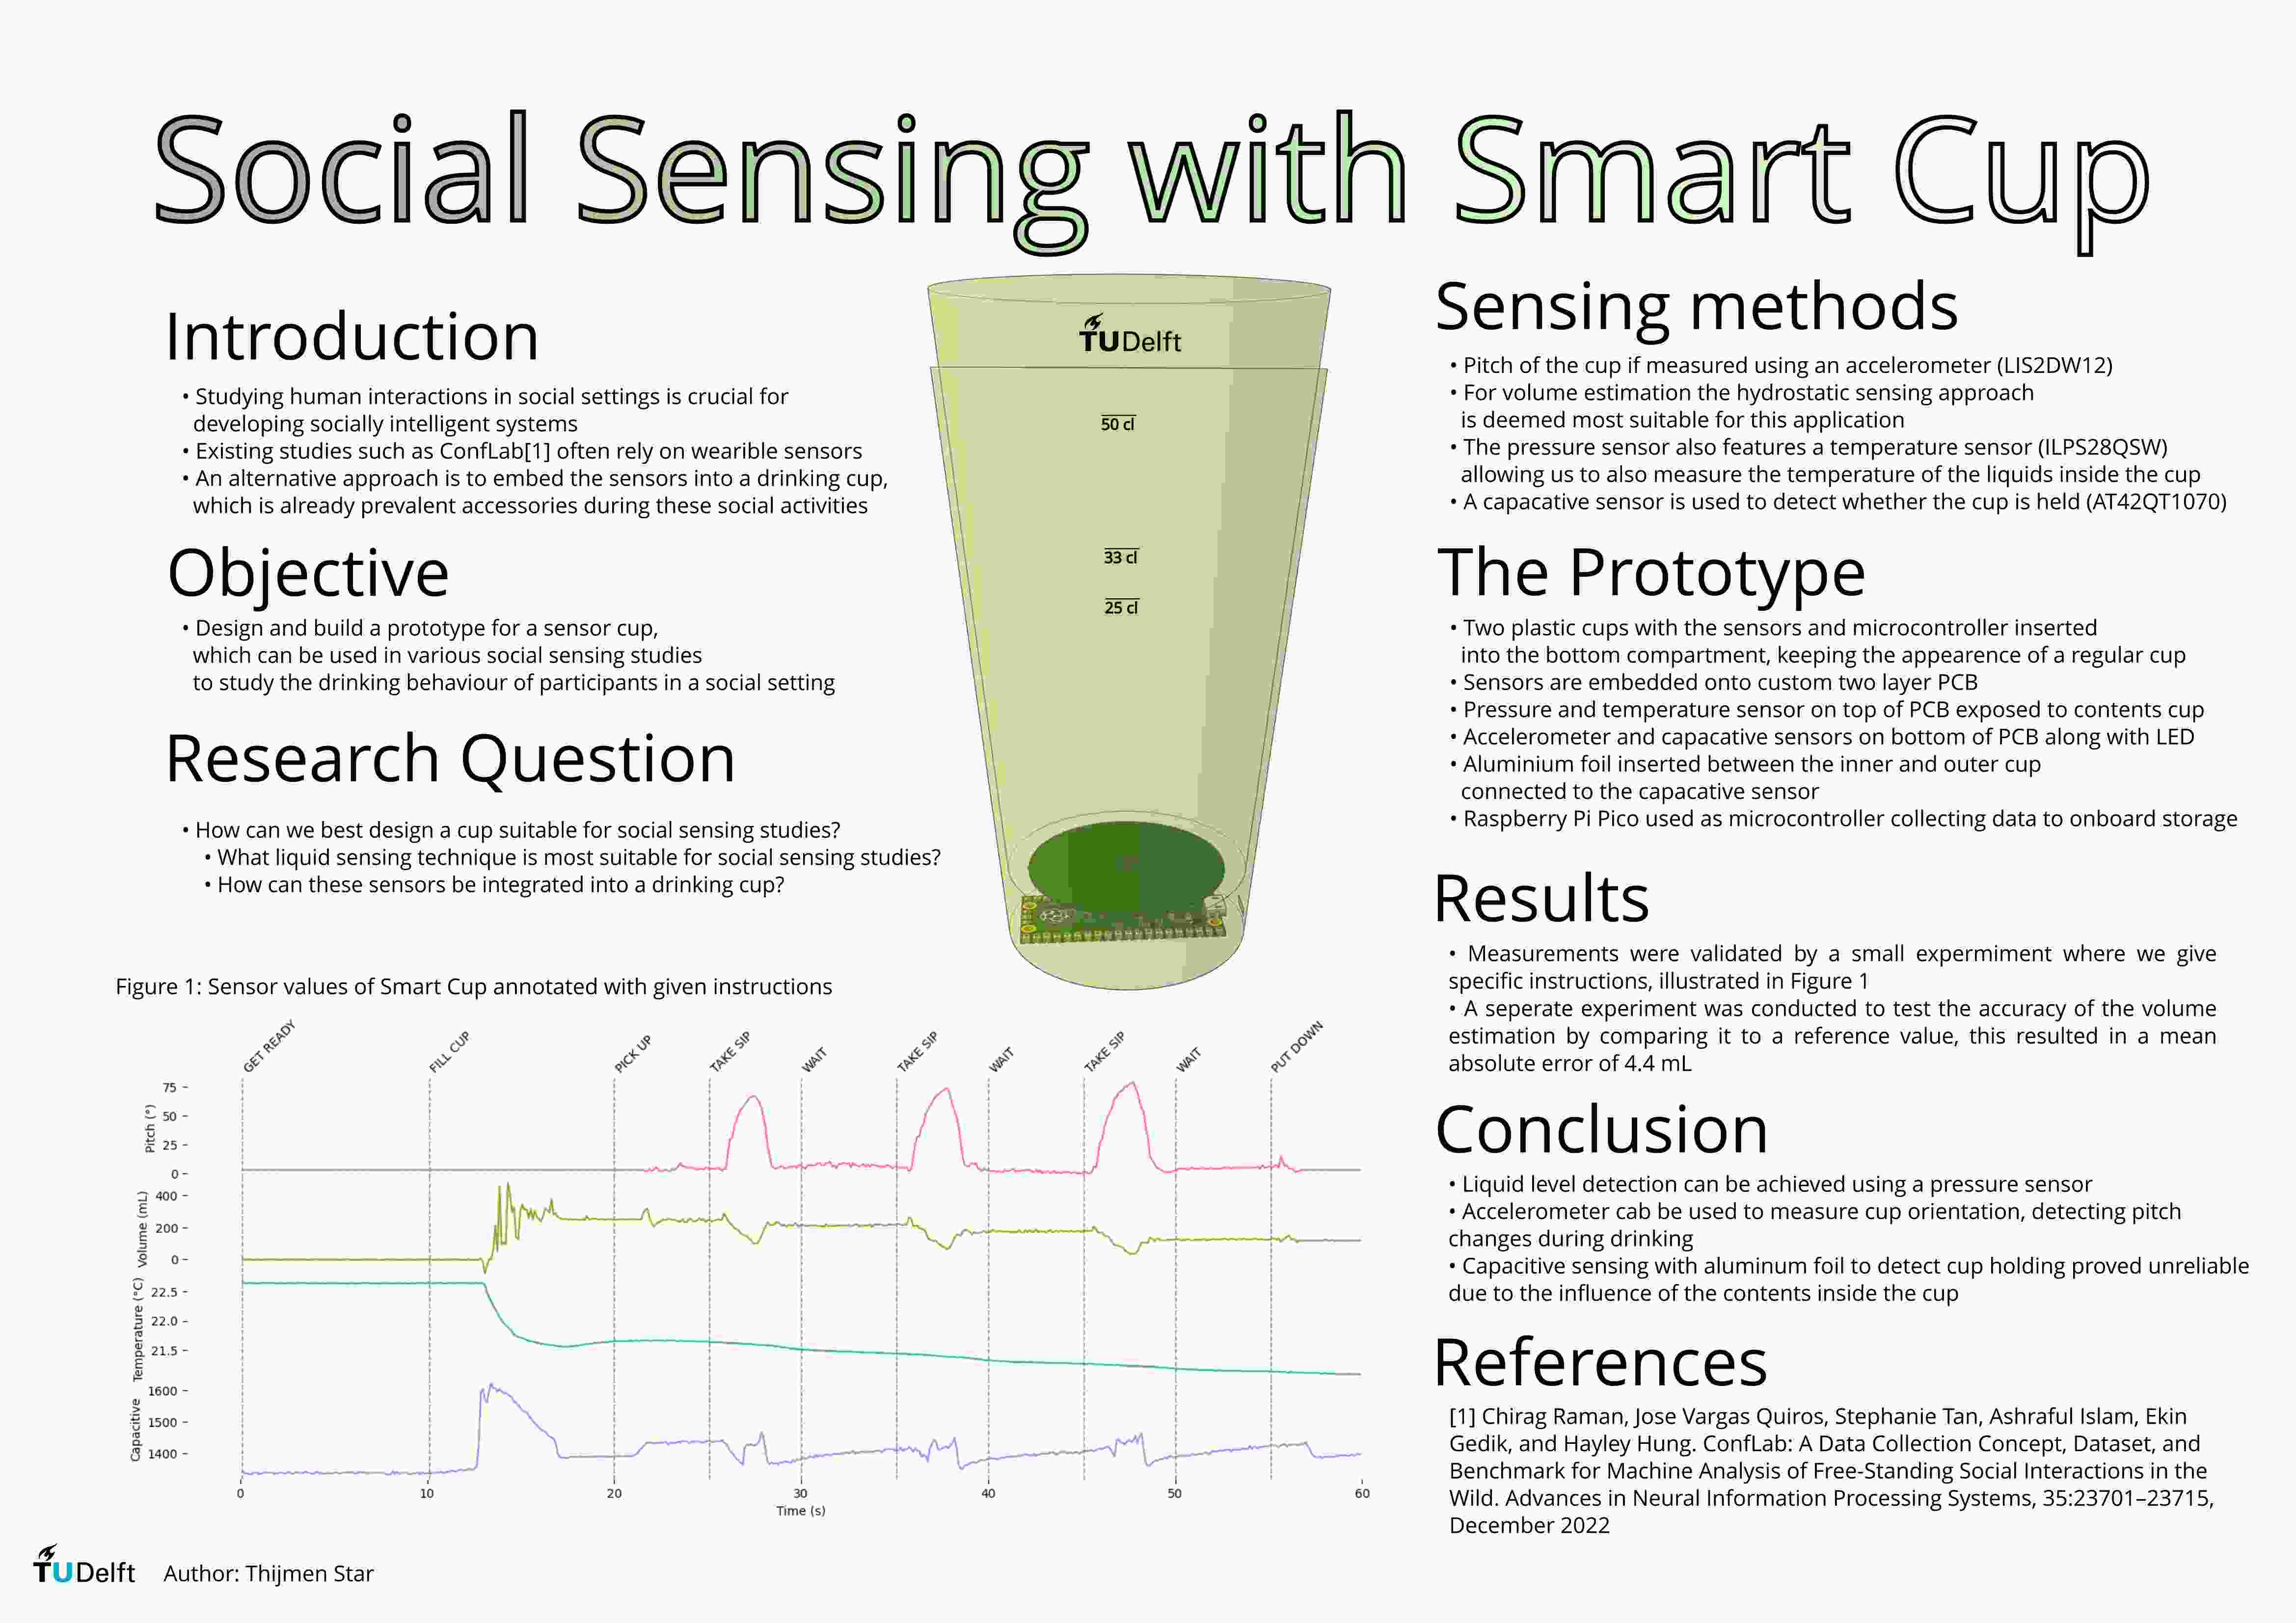 Social Sensing with Smart Cup
Introduction
• Studying human interactions in social settings is crucial for
developing socially intelligent systems
• Existing studies such as ConfLab[1] often rely on wearible sensors
• An alternative approach is to embed the sensors into a drinking cup,
which is already prevalent accessories during these social activities
Objective
• Design and build a prototype for a sensor cup,
which can be used in various social sensing studies
to study the drinking behaviour of participants in a social setting
Research Question
• How can we best design a cup suitable for social sensing studies?
• What liquid sensing technique is most suitable for social sensing studies?
• How can these sensors be integrated into a drinking cup?
TUDelft
50 cl
33 cl
25 cl
Figure 1: Sensor values of Smart Cup annotated with given instructions
GET READY
FILL CUP
PICK UP
TAKE SIP
WAIT
TAKE SIP
WAIT
TAKE SIP
WAIT
PUT DOWN
Pitch (°)
75
50
25
0
Volume (mL)
400
200
0
Temperature (°C)
22.5
22.0
21.5
Capacitive
1600
1500
1400
0 10 20 30 40 50 60
Time (s)
Sensing methods
• Pitch of the cup if measured using an accelerometer (LIS2DW12)
• For volume estimation the hydrostatic sensing approach
is deemed most suitable for this application
• The pressure sensor also features a temperature sensor (ILPS28QSW)
allowing us to also measure the temperature of the liquids inside the cup
• A capacative sensor is used to detect whether the cup is held (AT42QT1070)
The Prototype
• Two plastic cups with the sensors and microcontroller inserted
into the bottom compartment, keeping the appearence of a regular cup
• Sensors are embedded onto custom two layer PCB
• Pressure and temperature sensor on top of PCB exposed to contents cup
• Accelerometer and capacative sensors on bottom of PCB along with LED
• Aluminium foil inserted between the inner and outer cup
connected to the capacative sensor
• Raspberry Pi Pico used as microcontroller collecting data to onboard storage
Results
• Measurements were validated by a small expermiment where we give
specific instructions, illustrated in Figure 1
• A seperate experiment was conducted to test the accuracy of the volume
estimation by comparing it to a reference value, this resulted in a mean
absolute error of 4.4 mL
Conclusion
• Liquid level detection can be achieved using a pressure sensor
• Accelerometer cab be used to measure cup orientation, detecting pitch
changes during drinking
• Capacitive sensing with aluminum foil to detect cup holding proved unreliable
due to the influence of the contents inside the cup
References
[1] Chirag Raman, Jose Vargas Quiros, Stephanie Tan, Ashraful Islam, Ekin
Gedik, and Hayley Hung. ConfLab: A Data Collection Concept, Dataset, and
Benchmark for Machine Analysis of Free-Standing Social Interactions in the
Wild. Advances in Neural Information Processing Systems, 35:23701–23715,
December 2022
TUDelft
Author: Thijmen Star